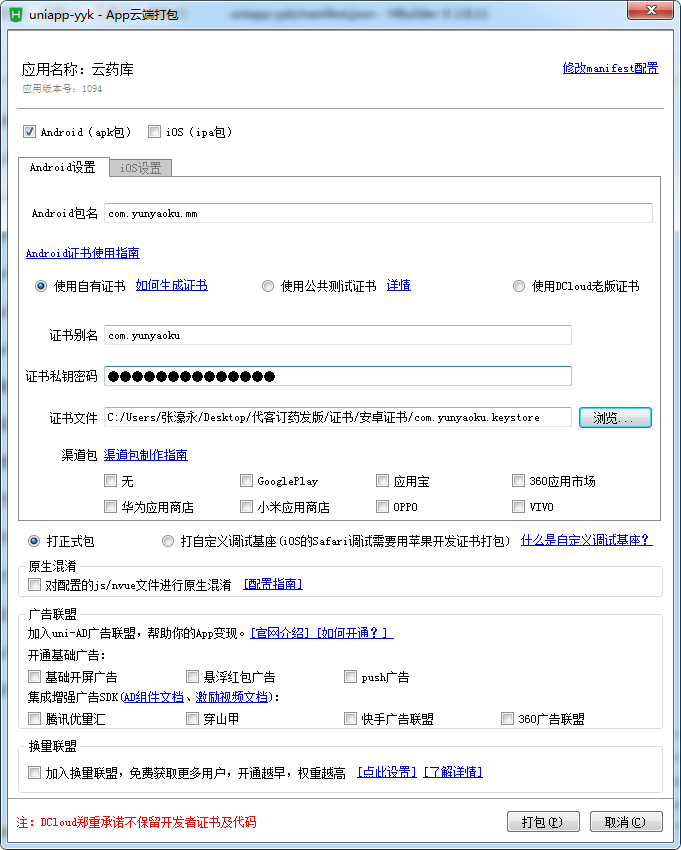 uniapp-yyk - App云端打包
应用名称：云药库
修改manifest配置
应用版本号：1094
Android（apk包） iOS（ipa包）
Android设置 iOS设置
Android包名 com.yunyaoku.mm
Android证书使用指南
使用自有证书 如何生成证书 使用公共测试证书 详情 使用DCloud老版证书
证书别名 com.yunyaoku
证书私钥密码 ●●●●●●●●●●●●●●
证书文件 C:/Users/张濠永/Desktop/代客订药发版/证书/安卓证书/com.yunyaoku.keystore 浏览...
渠道包 渠道包制作指南
无 GooglePlay 应用宝 360应用市场
华为应用商店 小米应用商店 OPPO VIVO
打正式包 打自定义调试基座(iOS的Safari调试需要用苹果开发证书打包) 什么是自定义调试基座？
原生混淆
对配置的js/nvue文件进行原生混淆 [配置指南]
广告联盟
加入uni-AD广告联盟，帮助你的App变现。[官网介绍] [如何开通？]
开通基础广告：
基础开屏广告 悬浮红包广告 push广告
集成增强广告SDK(AD组件文档、激励视频文档)：
腾讯优量汇 穿山甲 快手广告联盟 360广告联盟
换量联盟
加入换量联盟，免费获取更多用户，开通越早，权重越高 [点此设置] [了解详情]
注：DCloud郑重承诺不保留开发者证书及代码 打包(P) 取消(C)